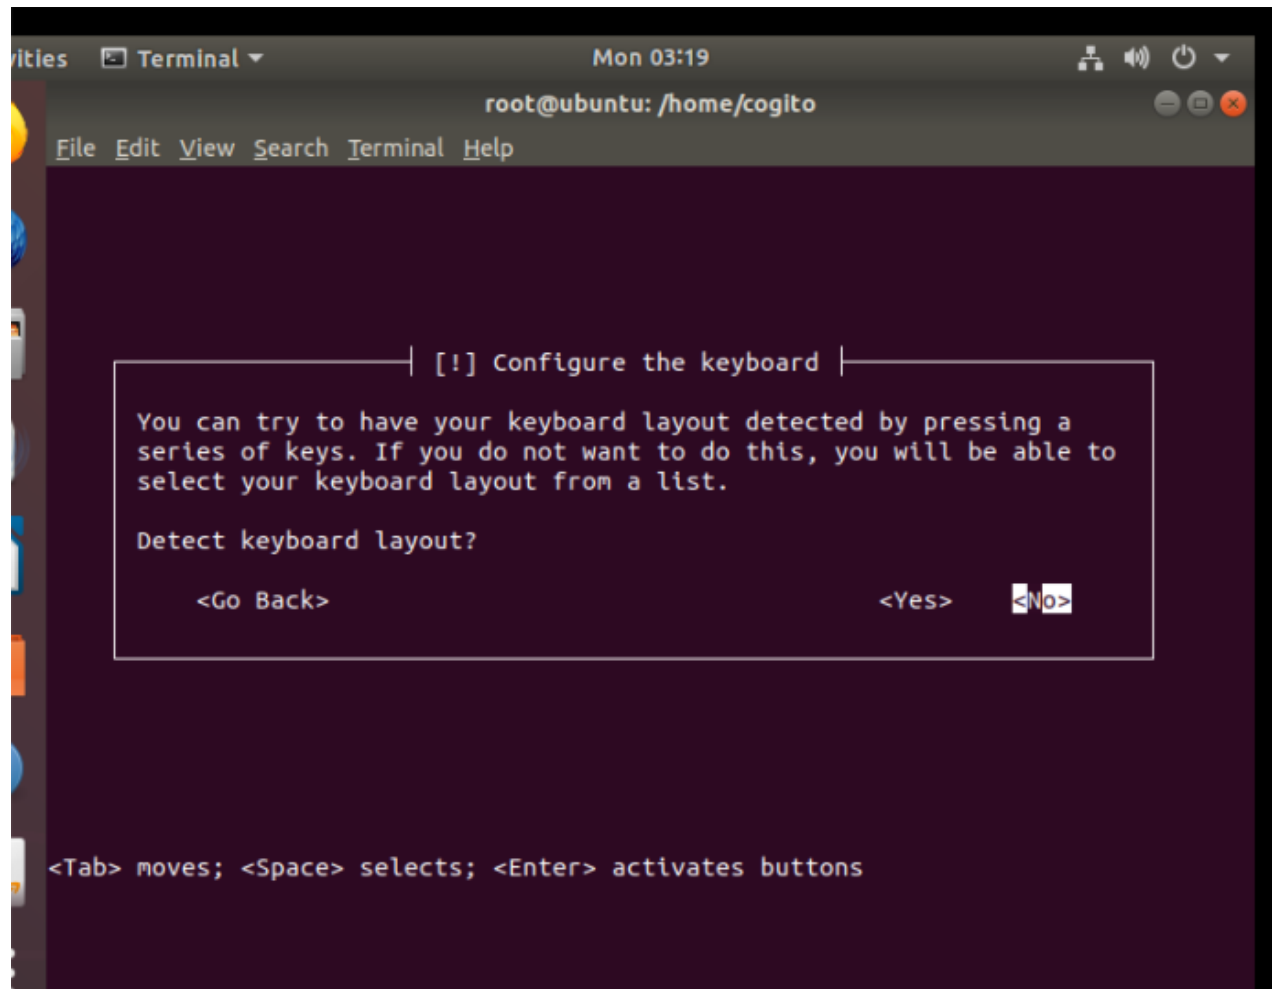 vities Terminal Mon 03:19
root@ubuntu: /home/cogito
File Edit View Search Terminal Help
[!] Configure the keyboard
You can try to have your keyboard layout detected by pressing a
series of keys. If you do not want to do this, you will be able to
select your keyboard layout from a list.
Detect keyboard layout?
<Go Back> <Yes> <No>
<Tab> moves; <Space> selects; <Enter> activates buttons